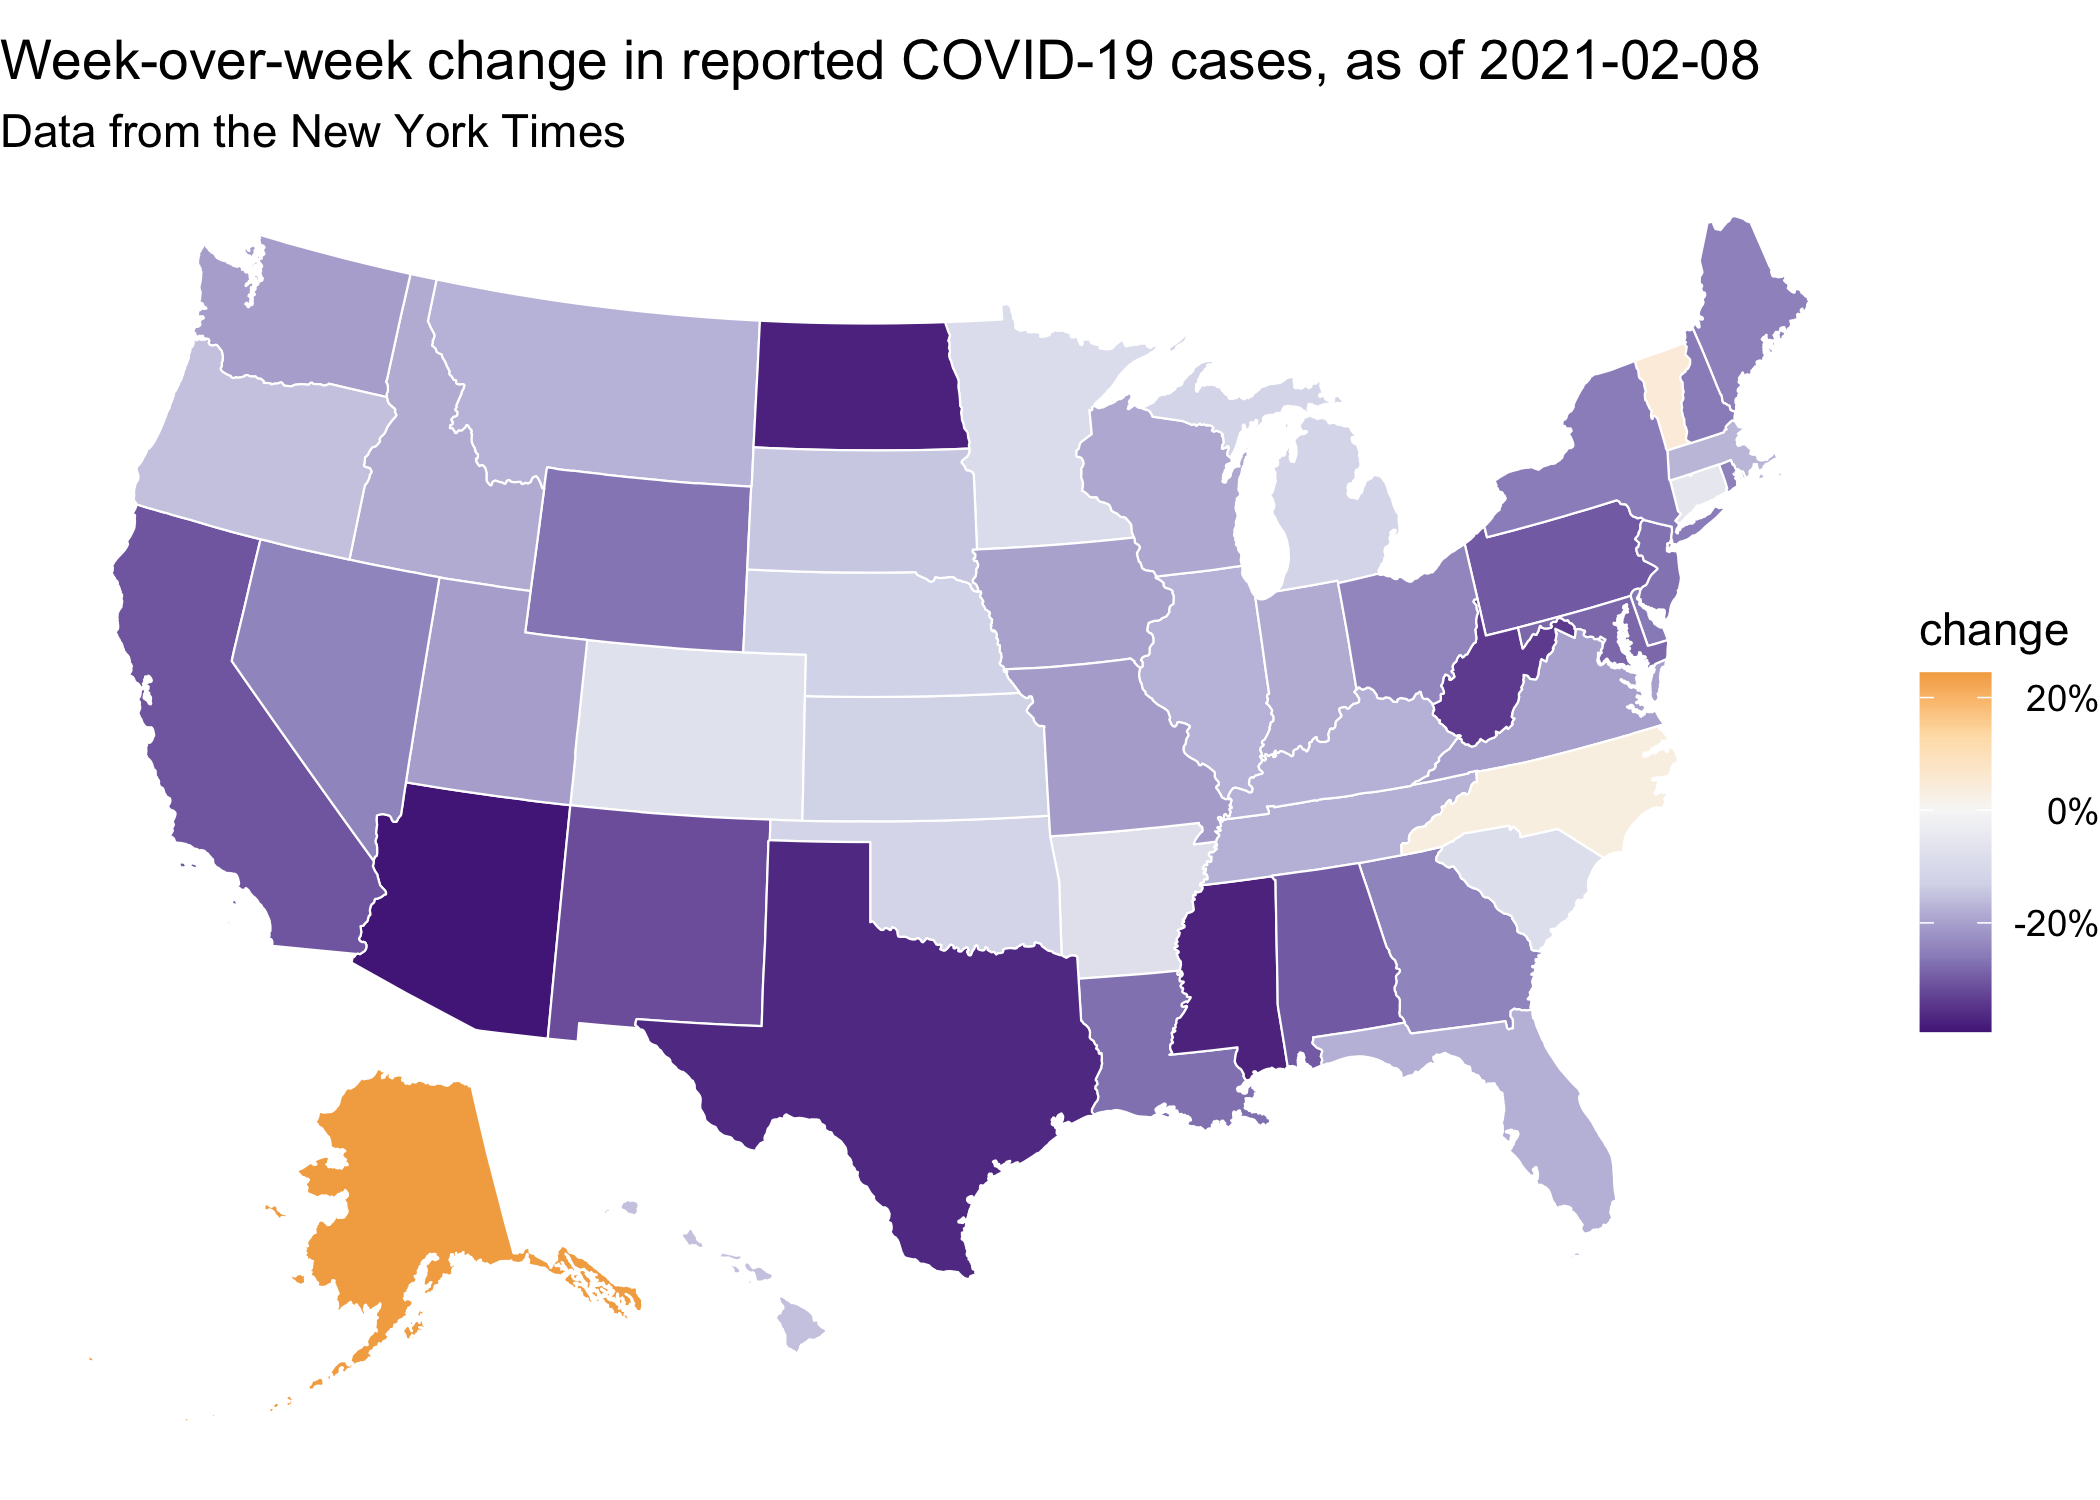 Week-over-week change in reported COVID-19 cases, as of 2021-02-08
Data from the New York Times
change
20%
0%
-20%